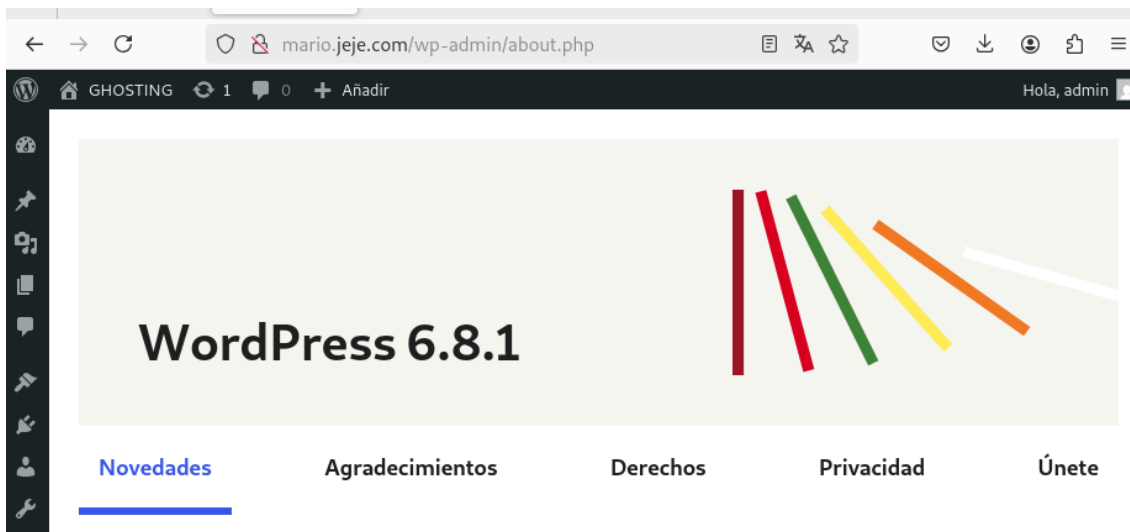 mario.jeje.com/wp-admin/about.php
GHOSTING 1 0 + Añadir Hola, admin
WordPress 6.8.1
Novedades Agradecimientos Derechos Privacidad Únete